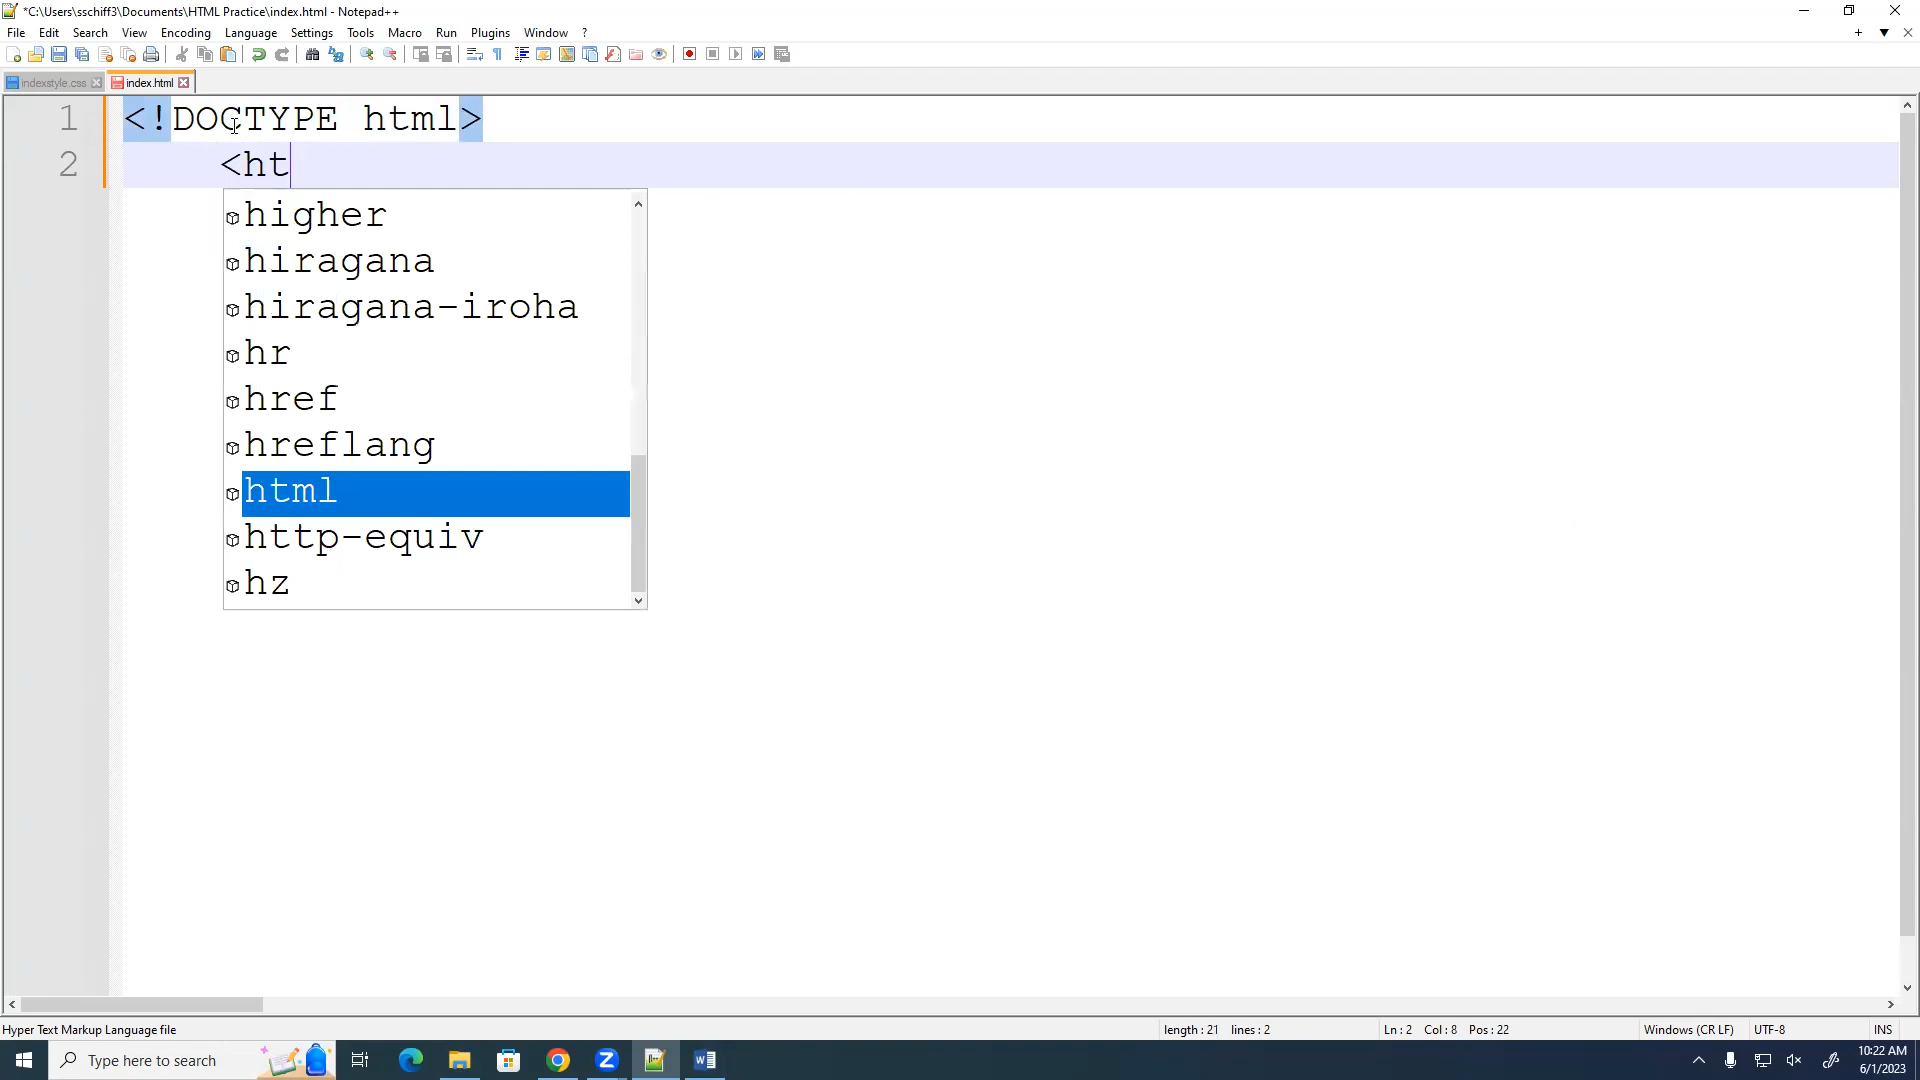 *C:\Users\sschiff3\Documents\HTML Practice\index.html - Notepad++
File Edit Search View Encoding Language Settings Tools Macro Run Plugins Window ?
indexstyle.css index.html
1 <!DOCTYPE html>
2 <ht
higher
hiragana
hiragana-iroha
hr
href
hreflang
html
http-equiv
hz
Hyper Text Markup Language file length : 21 lines : 2 Ln : 2 Col : 8 Pos : 22 Windows (CR LF) UTF-8 INS
Type here to search
10:22 AM
6/1/2023